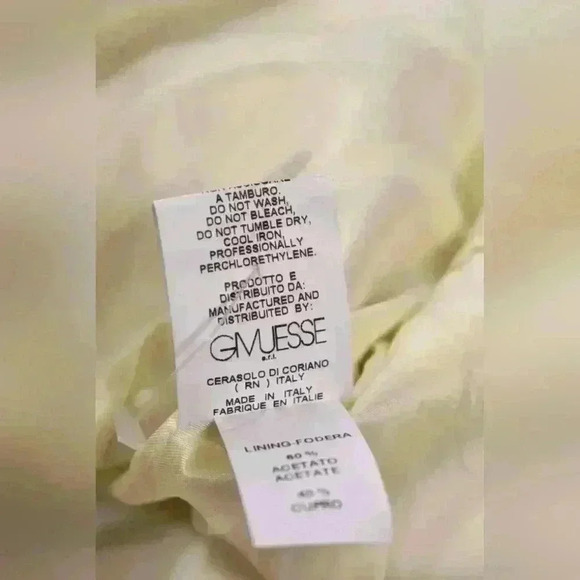 A TAMBURO.
DO NOT WASH,
DO NOT BLEACH,
DO NOT TUMBLE DRY,
COOL IRON,
PROFESSIONALLY
PERCHLORETHYLENE.
PRODOTTO E
DISTRIBUITO DA:
MANUFACTURED AND
DISTRIBUTED BY:
GIVUESSE
s.r.l.
CERASOLO DI CORIANO
( RN ) ITALY
MADE IN ITALY
FABRIQUE EN ITALIE
LINING-FODERA
60 %
ACETATO
ACETATE
40 %
CUPRO